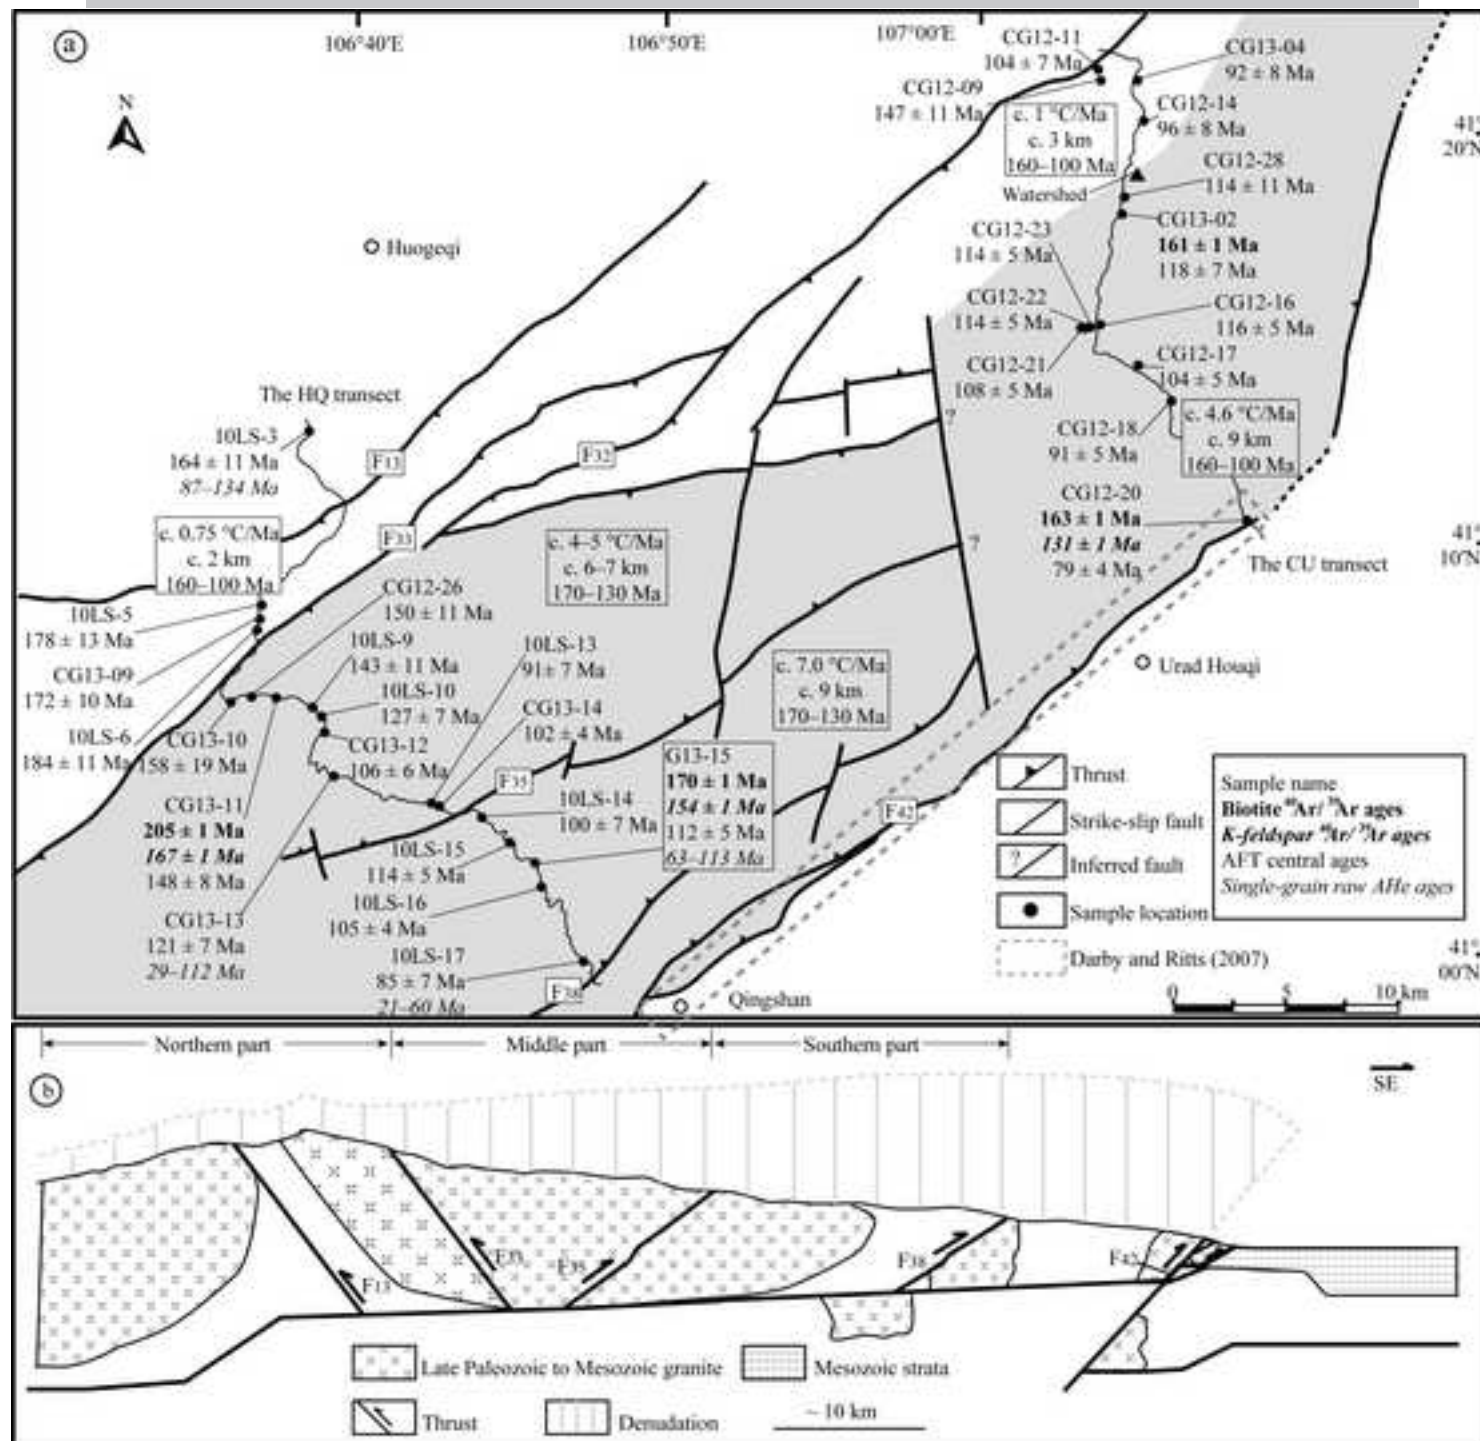 a
106°40'E
106°50'E
107°00'E
N
CG12-11
104 ± 7 Ma
CG13-04
92 ± 8 Ma
CG12-09
147 ± 11 Ma
CG12-14
96 ± 8 Ma
41°
20'N
c. 1 °C/Ma
c. 3 km
160–100 Ma
CG12-28
114 ± 11 Ma
Watershed
CG13-02
161 ± 1 Ma
118 ± 7 Ma
CG12-23
114 ± 5 Ma
Huogeqi
CG12-22
114 ± 5 Ma
CG12-16
116 ± 5 Ma
CG12-21
108 ± 5 Ma
CG12-17
104 ± 5 Ma
The HQ transect
10LS-3
164 ± 11 Ma
87–134 Ma
F13
F32
?
CG12-18
91 ± 5 Ma
c. 4.6 °C/Ma
c. 9 km
160–100 Ma
CG12-20
163 ± 1 Ma
131 ± 1 Ma
79 ± 4 Ma
c. 0.75 °C/Ma
c. 2 km
160–100 Ma
F33
c. 4–5 °C/Ma
c. 6–7 km
170–130 Ma
?
41°
10'N
The CU transect
CG12-26
150 ± 11 Ma
10LS-5
178 ± 13 Ma
10LS-9
143 ± 11 Ma
10LS-13
91± 7 Ma
CG13-09
172 ± 10 Ma
10LS-10
127 ± 7 Ma
c. 7.0 °C/Ma
c. 9 km
170–130 Ma
Urad Houqi
10LS-6
184 ± 11 Ma
CG13-10
158 ± 19 Ma
CG13-12
106 ± 6 Ma
CG13-14
102 ± 4 Ma
G13-15
170 ± 1 Ma
154 ± 1 Ma
112 ± 5 Ma
63–113 Ma
CG13-11
205 ± 1 Ma
167 ± 1 Ma
148 ± 8 Ma
F35
10LS-14
100 ± 7 Ma
F42
10LS-15
114 ± 5 Ma
CG13-13
121 ± 7 Ma
29–112 Ma
10LS-16
105 ± 4 Ma
10LS-17
85 ± 7 Ma
21–60 Ma
F38
Qingshan
Thrust
Strike-slip fault
? Inferred fault
Sample location
Darby and Ritts (2007)
Sample name
Biotite ⁴⁰Ar/³⁹Ar ages
K-feldspar ⁴⁰Ar/³⁹Ar ages
AFT central ages
Single-grain raw AHe ages
41°
00'N
0 5 10 km
Northern part Middle part Southern part
b
SE
F13
F33
F35
F38
F42
Late Paleozoic to Mesozoic granite
Mesozoic strata
Thrust
Denudation
~ 10 km